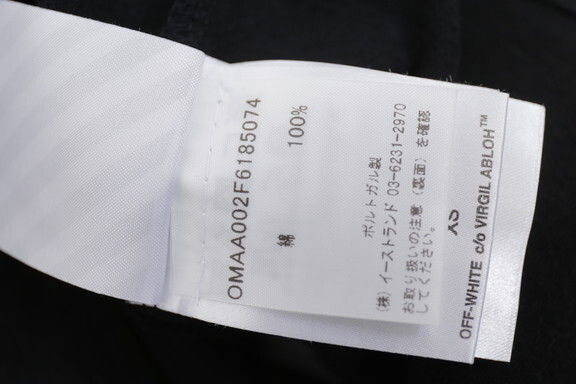 OMAA002F6185074
綿 100%
ポルトガル製
(株) イーストランド 03-6231-2970
お取り扱いの注意 (裏面) を確認
してください。
XS
OFF-WHITE c/o VIRGIL ABLOH™